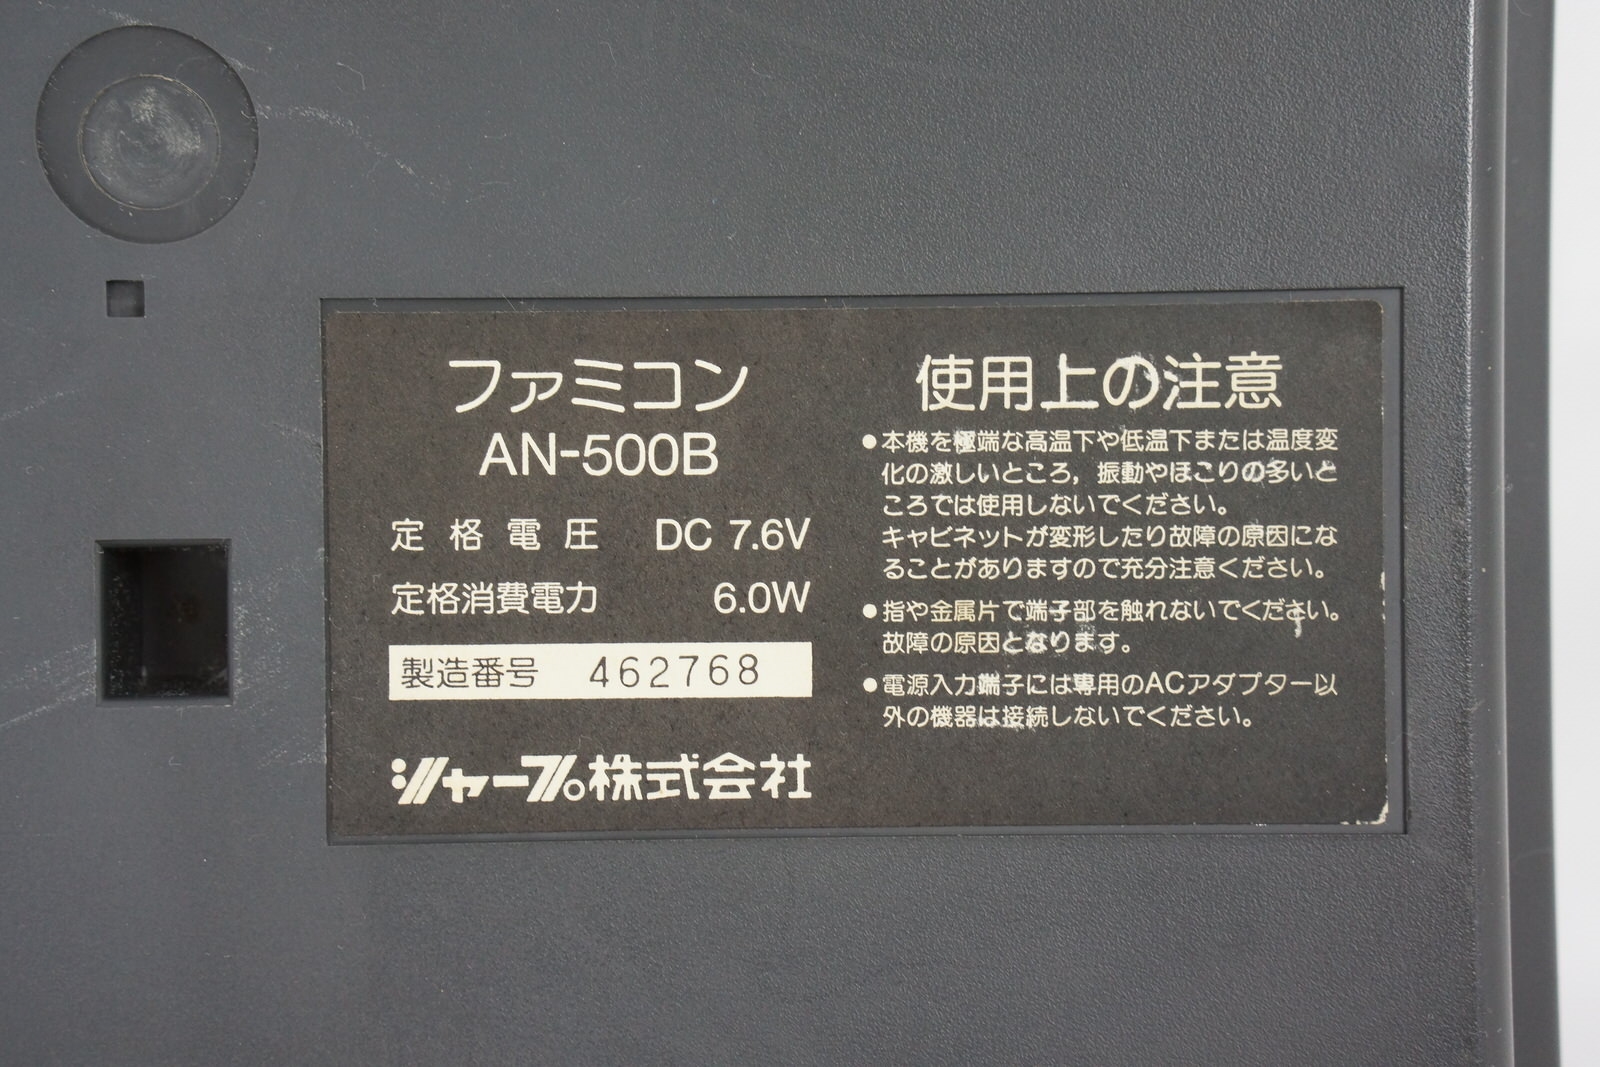 ファミコン
AN-500B
定格電圧 DC 7.6V
定格消費電力 6.0W
製造番号 462768
シャープ株式会社
使用上の注意
●本機を極端な高温下や低温下または温度変
化の激しいところ，振動やほこりの多いと
ころでは使用しないでください。
キャビネットが変形したり故障の原因にな
ることがありますので充分注意ください。
●指や金属片で端子部を触れないでください。
故障の原因となります。
●電源入力端子には専用のACアダプター以
外の機器は接続しないでください。